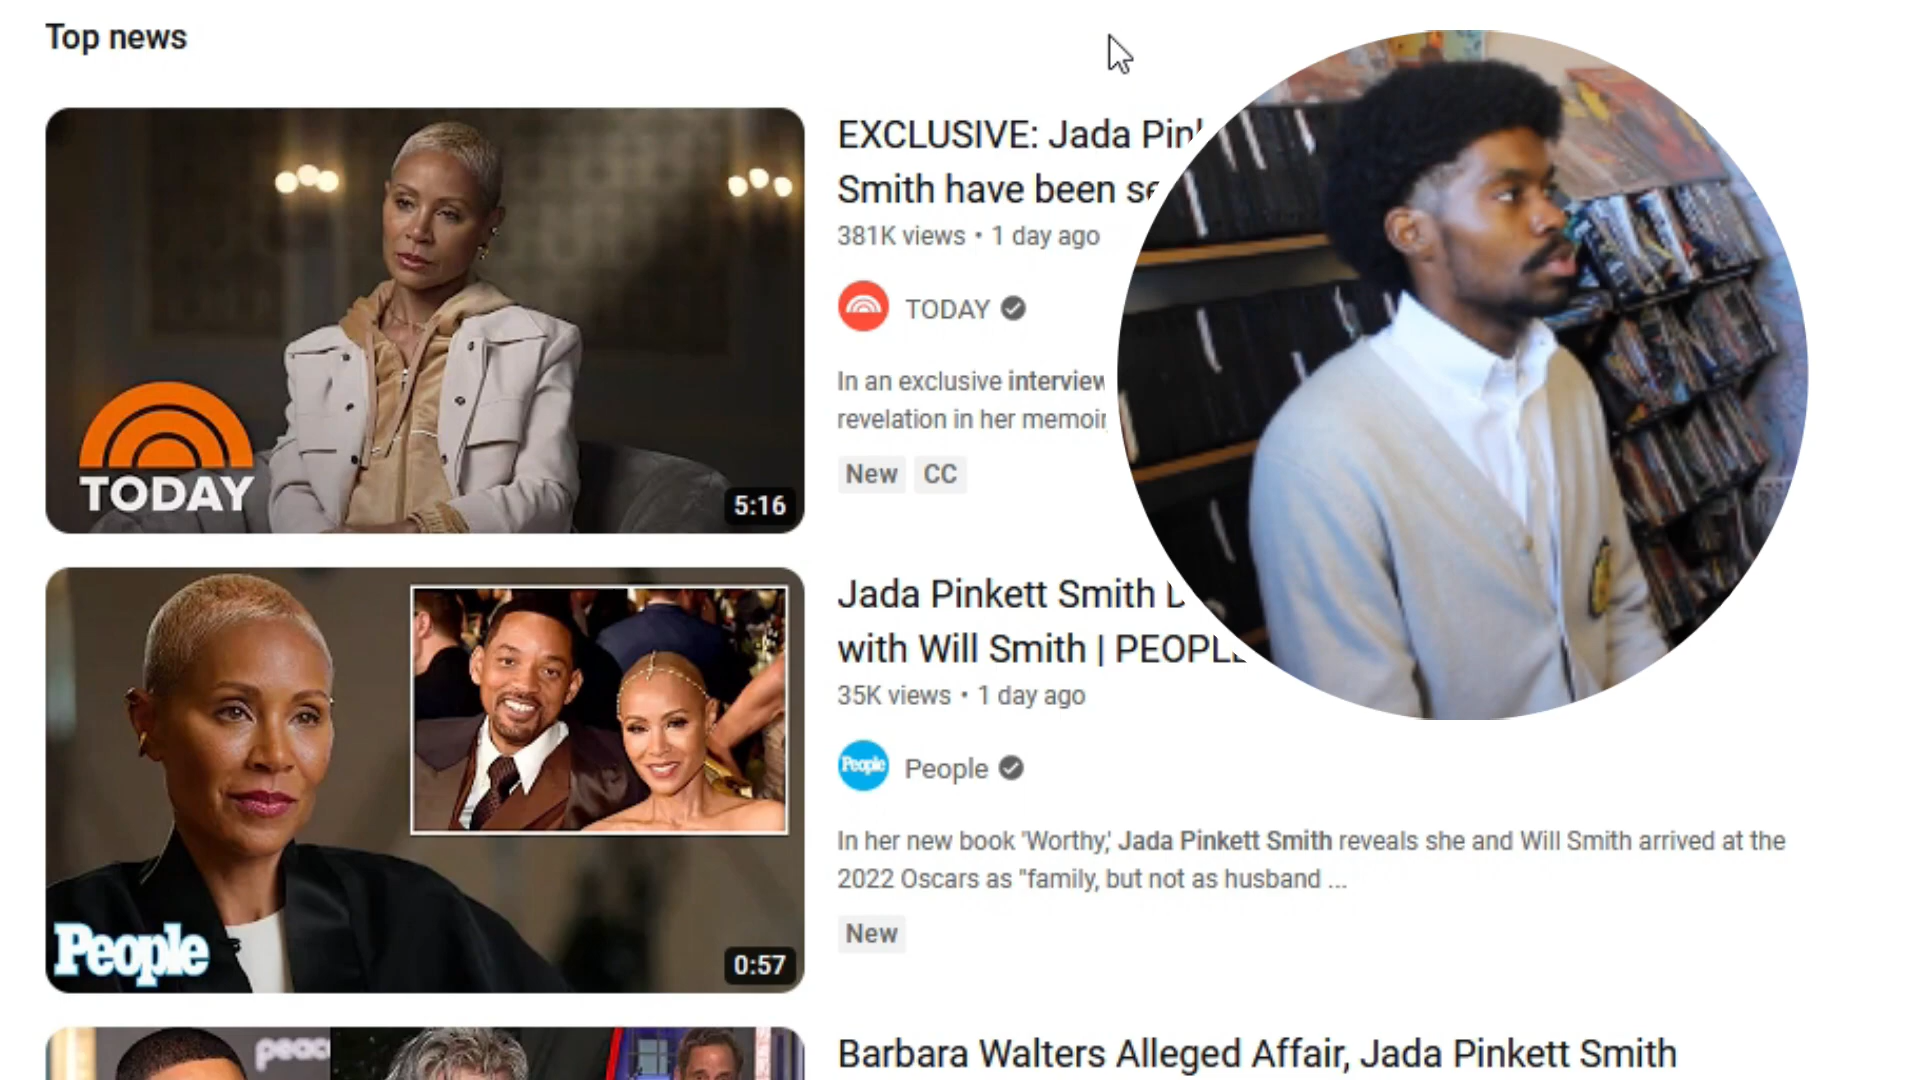 Top news
TODAY
5:16
EXCLUSIVE: Jada
Smith have been
381K views • 1 day ago
TODAY
In an exclusive interview
revelation in her memoir
New CC
People
0:57
Jada Pinkett Smith
with Will Smith | PEOPLE
35K views • 1 day ago
People
People
In her new book 'Worthy,' Jada Pinkett Smith reveals she and Will Smith arrived at the
2022 Oscars as "family, but not as husband ...
New
Barbara Walters Alleged Affair, Jada Pinkett Smith